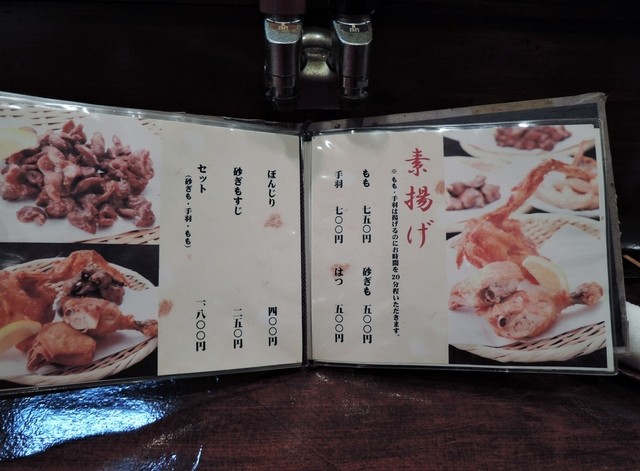 素揚げ
※もも・手羽は揚げるのにお時間を20分程いただきます。
もも 七五〇円
砂ぎも 五〇〇円
手羽 七〇〇円
はつ 五〇〇円
ぼんじり 四〇〇円
砂ぎもすじ 二五〇円
セット 一、八〇〇円
(砂ぎも・手羽・もも)